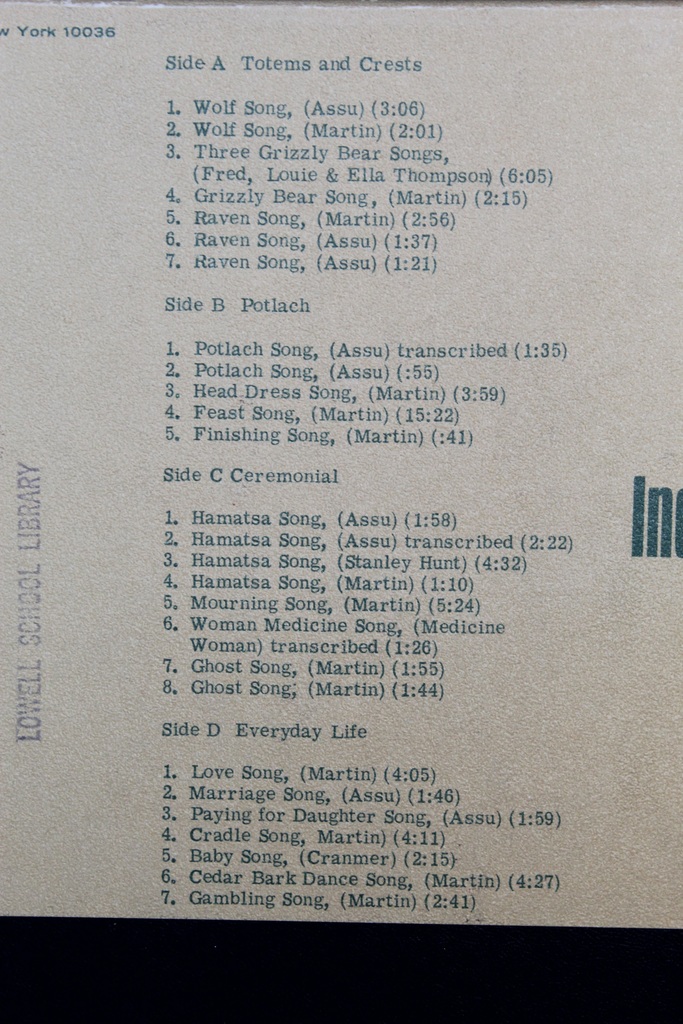 w York 10036
Side A Totems and Crests
1. Wolf Song, (Assu) (3:06)
2. Wolf Song, (Martin) (2:01)
3. Three Grizzly Bear Songs,
(Fred, Louie & Ella Thompson) (6:05)
4. Grizzly Bear Song, (Martin) (2:15)
5. Raven Song, (Martin) (2:56)
6. Raven Song, (Assu) (1:37)
7. Raven Song, (Assu) (1:21)
Side B Potlach
1. Potlach Song, (Assu) transcribed (1:35)
2. Potlach Song, (Assu) (:55)
3. Head Dress Song, (Martin) (3:59)
4. Feast Song, (Martin) (15:22)
5. Finishing Song, (Martin) (:41)
Side C Ceremonial
1. Hamatsa Song, (Assu) (1:58)
2. Hamatsa Song, (Assu) transcribed (2:22)
3. Hamatsa Song, (Stanley Hunt) (4:32)
4. Hamatsa Song, (Martin) (1:10)
5. Mourning Song, (Martin) (5:24)
6. Woman Medicine Song, (Medicine
Woman) transcribed (1:26)
7. Ghost Song, (Martin) (1:55)
8. Ghost Song; (Martin) (1:44)
Side D Everyday Life
1. Love Song, (Martin) (4:05)
2. Marriage Song, (Assu) (1:46)
3. Paying for Daughter Song, (Assu) (1:59)
4. Cradle Song, Martin) (4:11)
5. Baby Song, (Cranmer) (2:15)
6. Cedar Bark Dance Song, (Martin) (4:27)
7. Gambling Song, (Martin) (2:41)
LOWELL SCHOOL LIBRARY